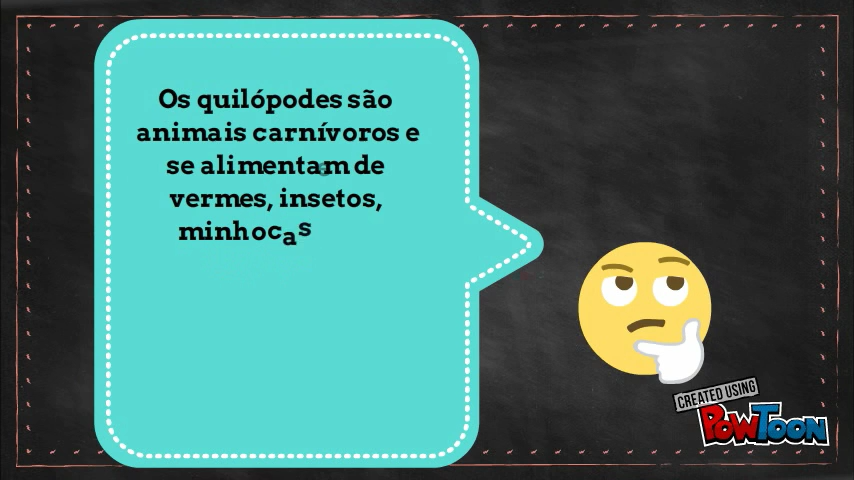 Os quilópodes são
animais carnívoros e
se alimentam de
vermes, insetos,
minhocas
CREATED USING
POWTOON